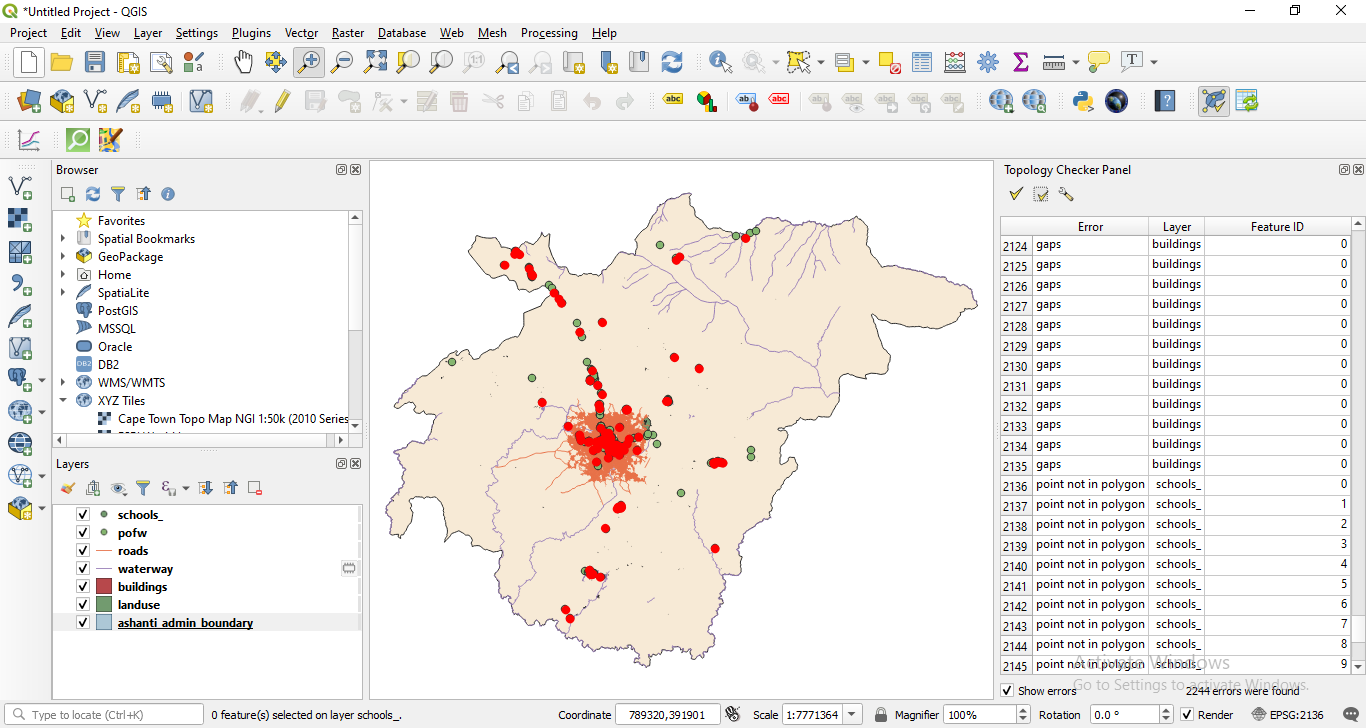 *Untitled Project - QGIS
Project Edit View Layer Settings Plugins Vector Raster Database Web Mesh Processing Help
Browser
Favorites
Spatial Bookmarks
GeoPackage
Home
SpatiaLite
PostGIS
MSSQL
Oracle
DB2
WMS/WMTS
XYZ Tiles
Cape Town Topo Map NGI 1:50k (2010 Series
Layers
schools_
pofw
roads
waterway
buildings
landuse
ashanti admin boundary
Topology Checker Panel
Error Layer Feature ID
2124 gaps buildings 0
2125 gaps buildings 0
2126 gaps buildings 0
2127 gaps buildings 0
2128 gaps buildings 0
2129 gaps buildings 0
2130 gaps buildings 0
2131 gaps buildings 0
2132 gaps buildings 0
2133 gaps buildings 0
2134 gaps buildings 0
2135 gaps buildings 0
2136 point not in polygon schools_ 0
2137 point not in polygon schools_ 1
2138 point not in polygon schools_ 2
2139 point not in polygon schools_ 3
2140 point not in polygon schools_ 4
2141 point not in polygon schools_ 5
2142 point not in polygon schools_ 6
2143 point not in polygon schools_ 7
2144 point not in polygon schools_ 8
2145 point not in polygon schools_ 9
Activate Windows
Go to Settings to activate Windows.
Show errors 2244 errors were found
Type to locate (Ctrl+K) 0 feature(s) selected on layer schools_. Coordinate 789320,391901 Scale 1:7771364 Magnifier 100% Rotation 0.0 ° Render EPSG:2136